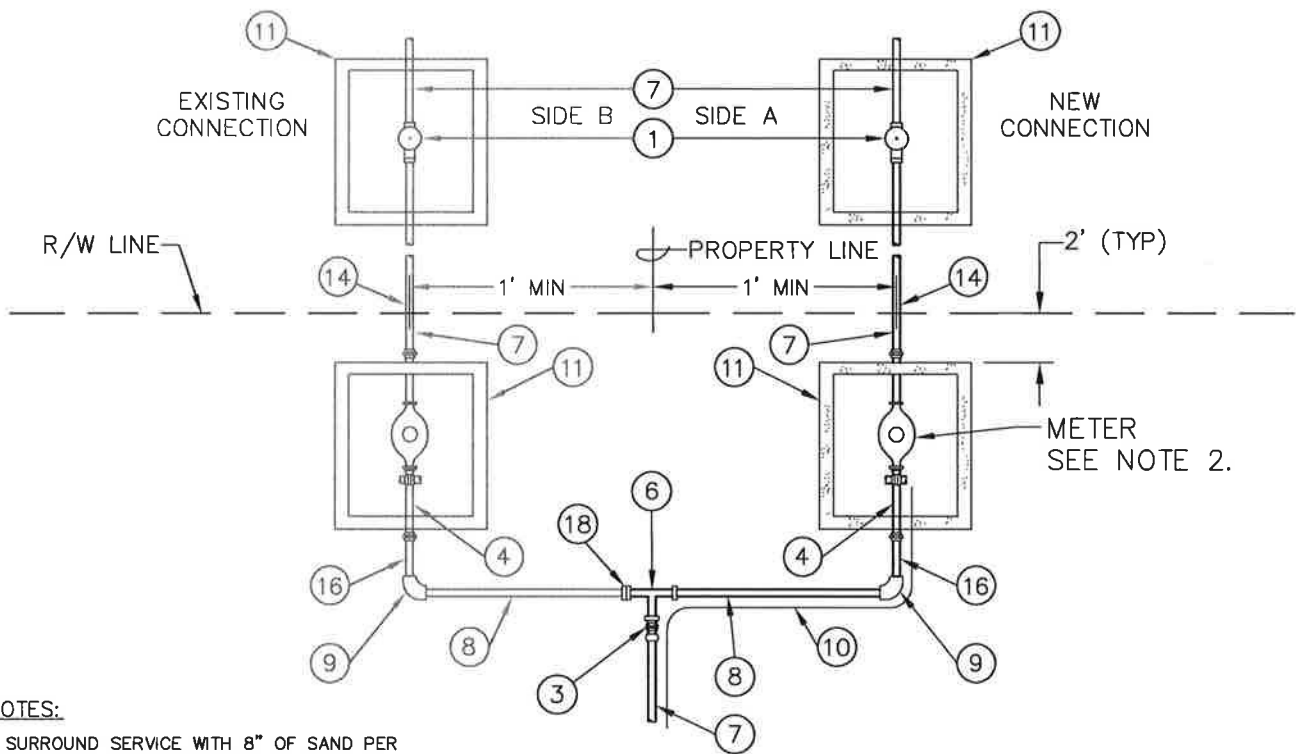 11
11
7
EXISTING
CONNECTION
SIDE B
SIDE A
NEW
CONNECTION
1
R/W LINE
PROPERTY LINE
2' (TYP)
14
1' MIN
1' MIN
14
7
7
11
11
METER
SEE NOTE 2.
6
18
4
4
16
16
9
8
3
8
10
9
7
OTES:
SURROUND SERVICE WITH 8" OF SAND PER